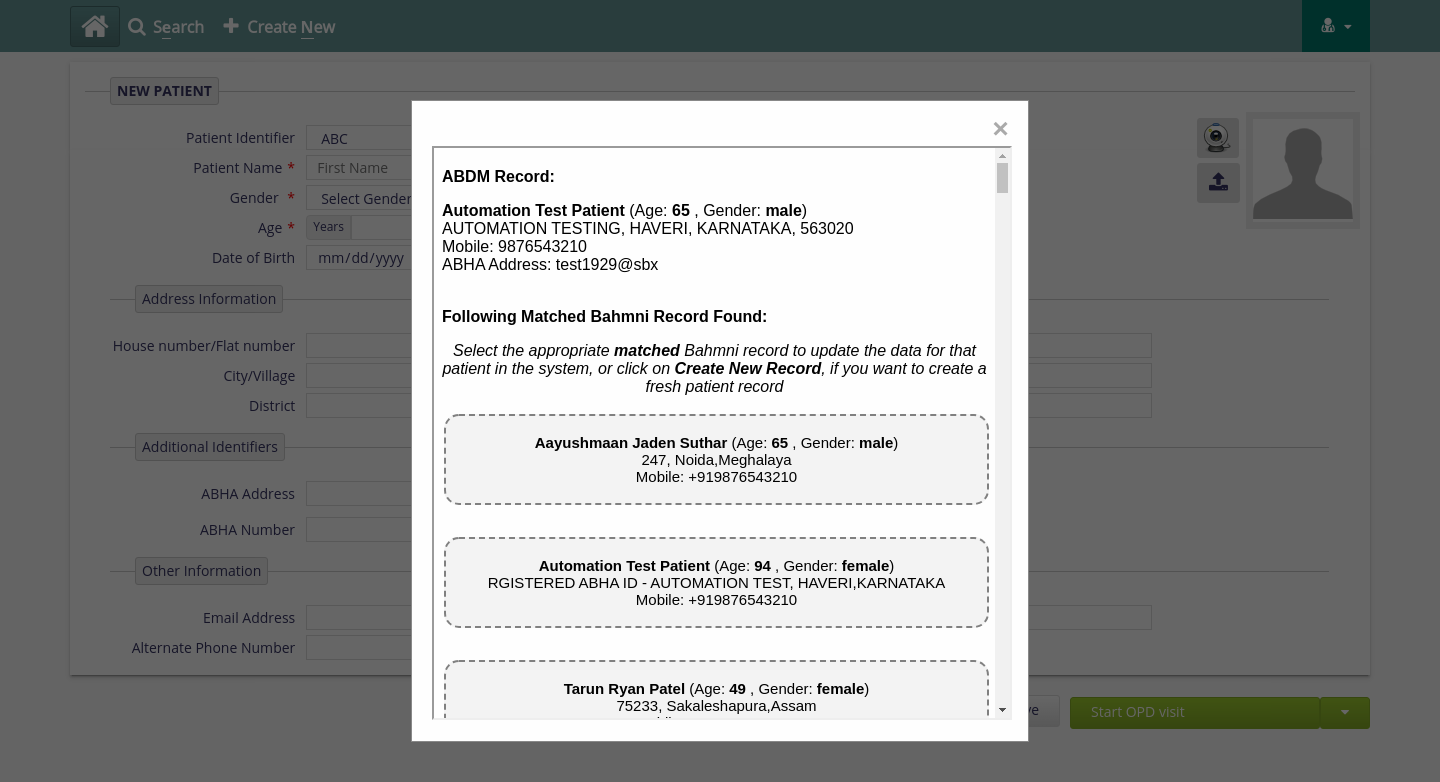 Search
Create New
NEW PATIENT
Patient Identifier
ABC
Patient Name *
First Name
Gender *
Select Gender
Age *
Years
Date of Birth
mm/dd/yyyy
Address Information
House number/Flat number
City/Village
District
Additional Identifiers
ABHA Address
ABHA Number
Other Information
Email Address
Alternate Phone Number
×
ABDM Record:
Automation Test Patient (Age: 65 , Gender: male)
AUTOMATION TESTING, HAVERI, KARNATAKA, 563020
Mobile: 9876543210
ABHA Address: test1929@sbx
Following Matched Bahmni Record Found:
Select the appropriate matched Bahmni record to update the data for that
patient in the system, or click on Create New Record, if you want to create a
fresh patient record
Aayushmaan Jaden Suthar (Age: 65 , Gender: male)
247, Noida,Meghalaya
Mobile: +919876543210
Automation Test Patient (Age: 94 , Gender: female)
RGISTERED ABHA ID - AUTOMATION TEST, HAVERI,KARNATAKA
Mobile: +919876543210
Tarun Ryan Patel (Age: 49 , Gender: female)
75233, Sakaleshapura,Assam
Start OPD visit